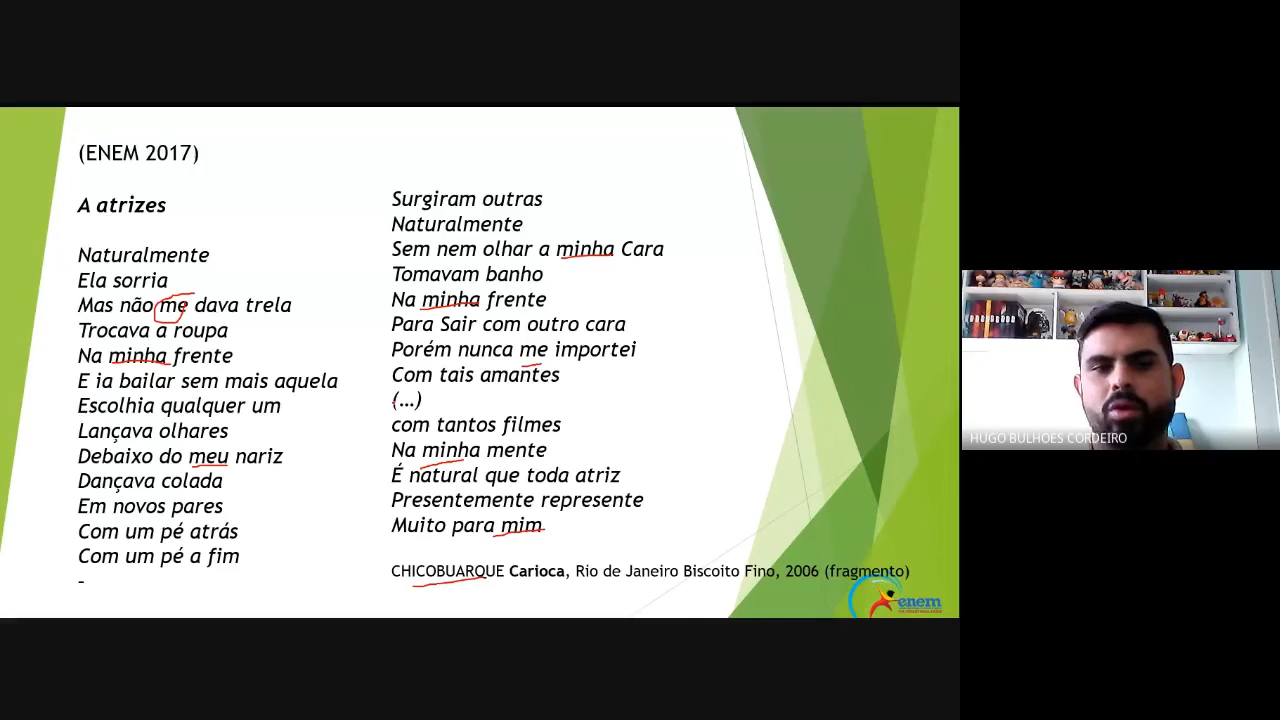 (ENEM 2017)
A atrizes
Naturalmente
Ela sorria
Mas não me dava trela
Trocava a roupa
Na minha frente
E ia bailar sem mais aquela
Escolhia qualquer um
Lançava olhares
Debaixo do meu nariz
Dançava colada
Em novos pares
Com um pé atrás
Com um pé a fim
-
Surgiram outras
Naturalmente
Sem nem olhar a minha Cara
Tomavam banho
Na minha frente
Para Sair com outro cara
Porém nunca me importei
Com tais amantes
(...)
com tantos filmes
Na minha mente
É natural que toda atriz
Presentemente represente
Muito para mim
CHICOBUARQUE Carioca, Rio de Janeiro Biscoito Fino, 2006 (fragmento)
enem
HUGO BULHOES CORDEIRO